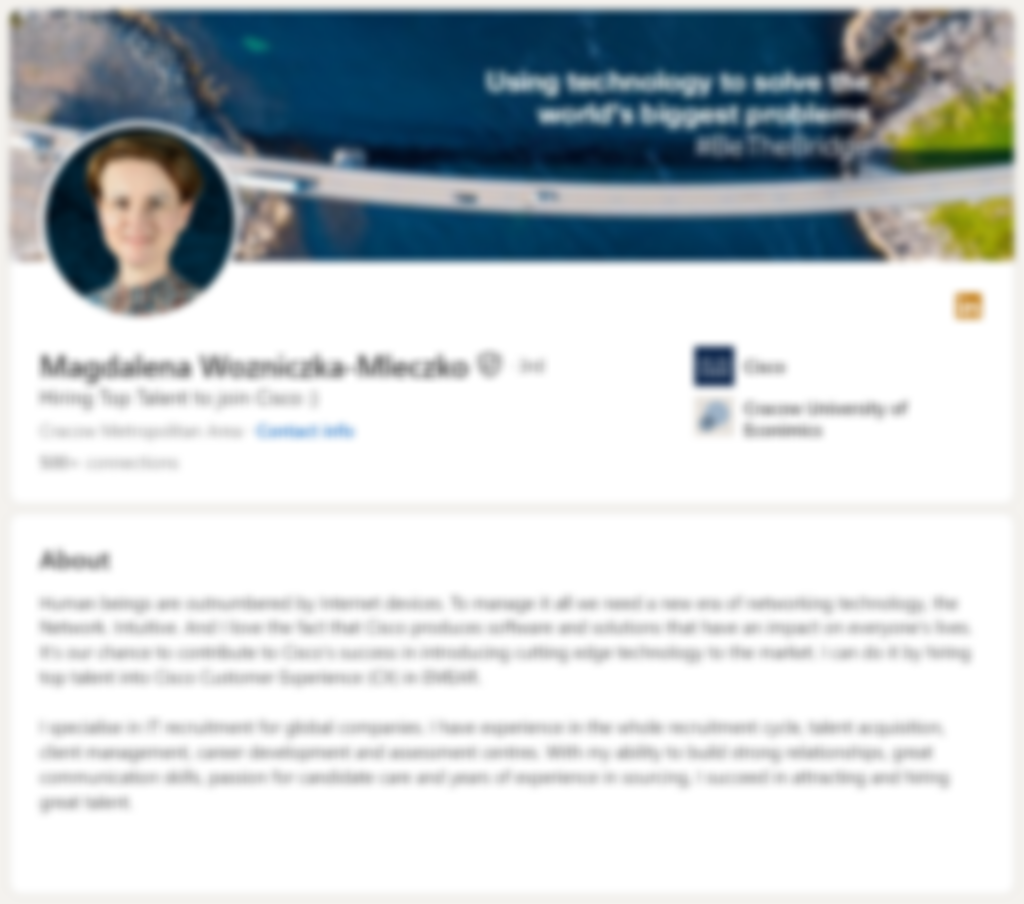 Using technology to solve the
world's biggest problems
#BeTheBridge
Magdalena Wozniczka-Mleczko · 3rd
Hiring Top Talent to join Cisco :)
Cracow Metropolitan Area · Contact info
500+ connections
Cisco
Cracow University of
Econimics
About
Human beings are outnumbered by Internet devices. To manage it all we need a new era of networking technology, the
Network. Intuitive. And I love the fact that Cisco produces software and solutions that have an impact on everyone's lives.
It's our chance to contribute to Cisco's success in introducing cutting edge technology to the market. I can do it by hiring
top talent into Cisco Customer Experience (CX) in EMEAR.
I specialise in IT recruitment for global companies. I have experience in the whole recruitment cycle, talent acquisition,
client management, career development and assessment centres. With my ability to build strong relationships, great
communication skills, passion for candidate care and years of experience in sourcing, I succeed in attracting and hiring
great talent.